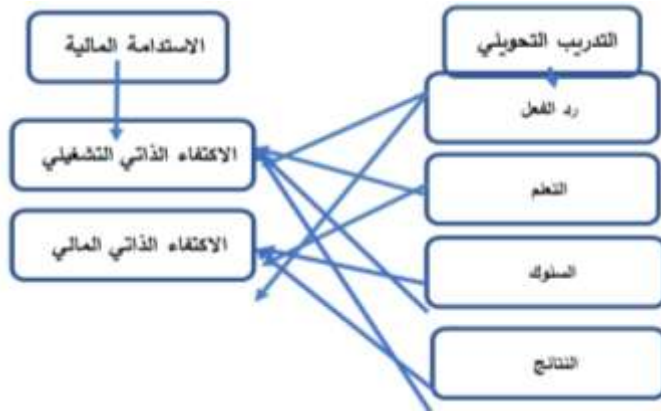 التدريب التحويلي
الاستدامة المالية
رد الفعل
الاكتفاء الذاتي التشغيلي
التعلم
الاكتفاء الذاتي المالي
السلوك
النتائج